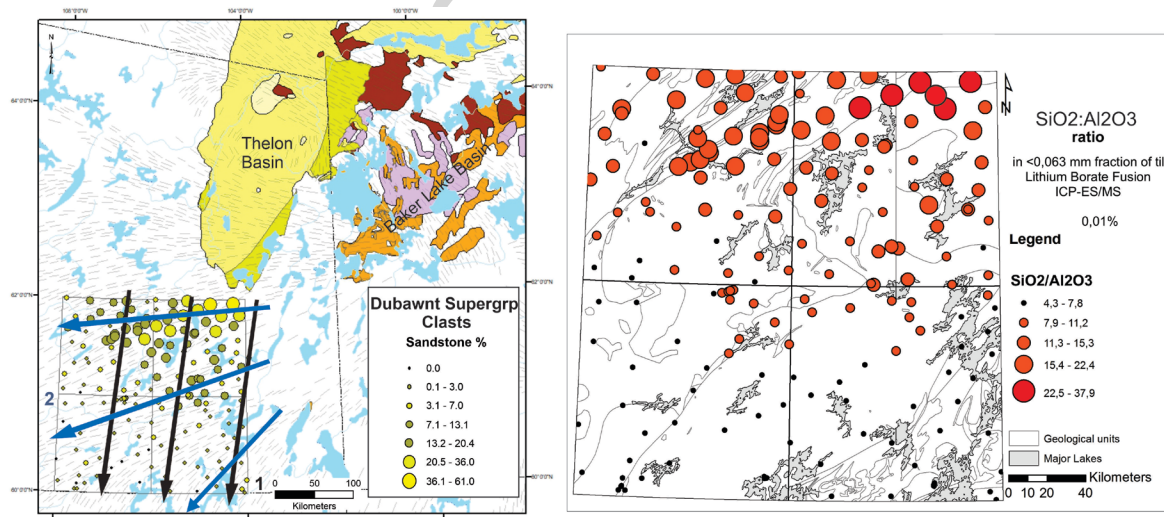 108°0'0"W
104°0'0"W
100°0'0"W
N
64°0'0"N
64°0'0"N
Thelon
Basin
Baker Lake Basin
62°0'0"N
62°0'0"N
Dubawnt Supergrp
Clasts
Sandstone %
0.0
0.1 - 3.0
3.1 - 7.0
7.1 - 13.1
13.2 - 20.4
20.5 - 36.0
36.1 - 61.0
2
1
60°0'0"N
60°0'0"N
0 50 100
Kilometers
N
SiO2:Al2O3
ratio
in <0,063 mm fraction of til
Lithium Borate Fusion
ICP-ES/MS
0,01%
Legend
SiO2/Al2O3
4,3 - 7,8
7,9 - 11,2
11,3 - 15,3
15,4 - 22,4
22,5 - 37,9
Geological units
Major Lakes
Kilometers
0 10 20 40